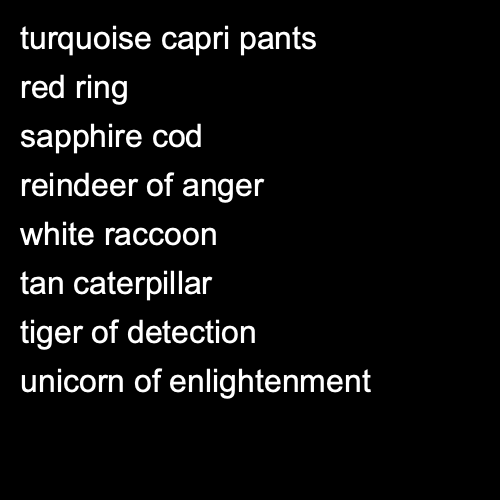 turquoise capri pants
red ring
sapphire cod
reindeer of anger
white raccoon
tan caterpillar
tiger of detection
unicorn of enlightenment